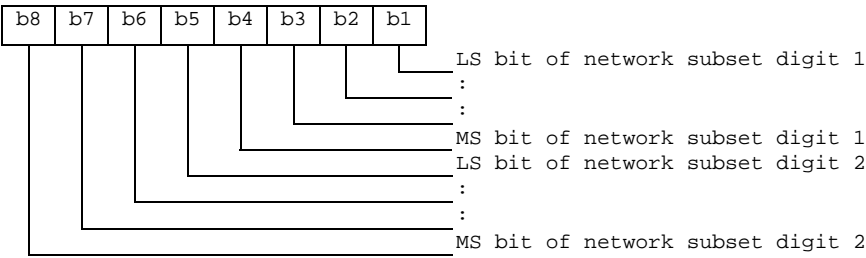 b8 b7 b6 b5 b4 b3 b2 b1
LS bit of network subset digit 1
:
:
MS bit of network subset digit 1
LS bit of network subset digit 2
:
:
MS bit of network subset digit 2